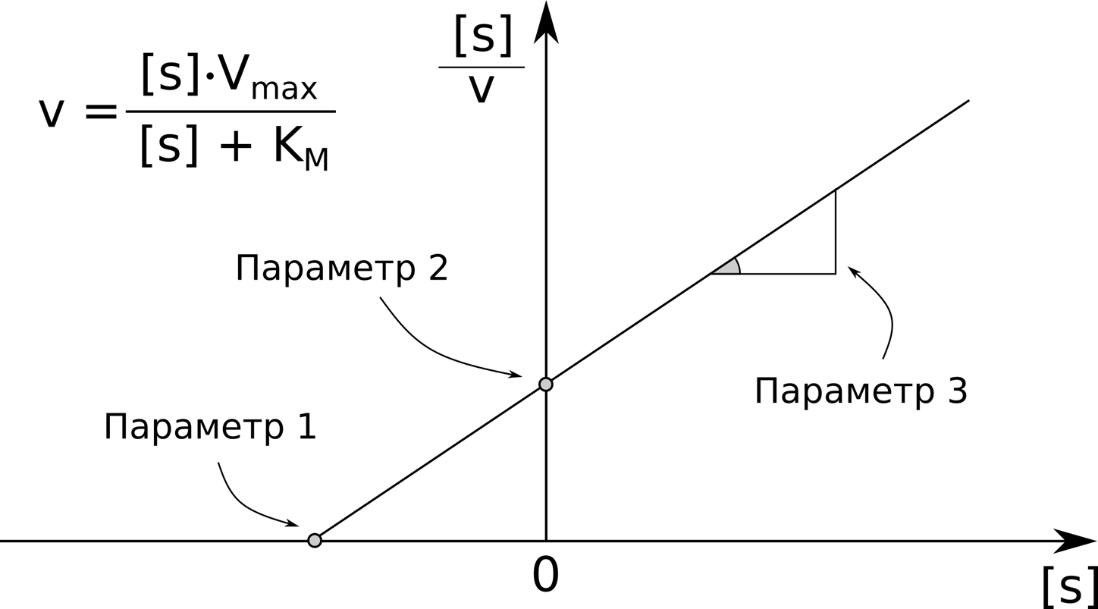 [s]
v
v = [s]·Vmax
[s] + KM
Параметр 2
Параметр 3
Параметр 1
0
[s]